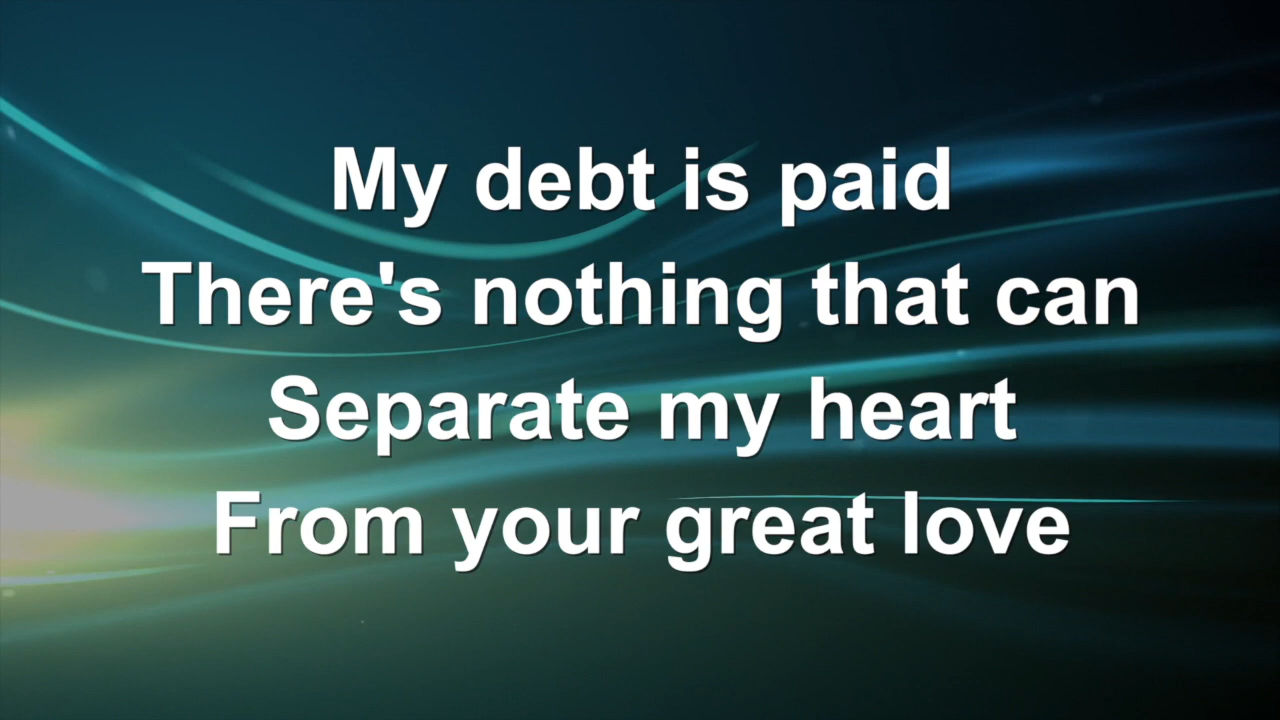 My debt is paid
There's nothing that can
Separate my heart
From your great love